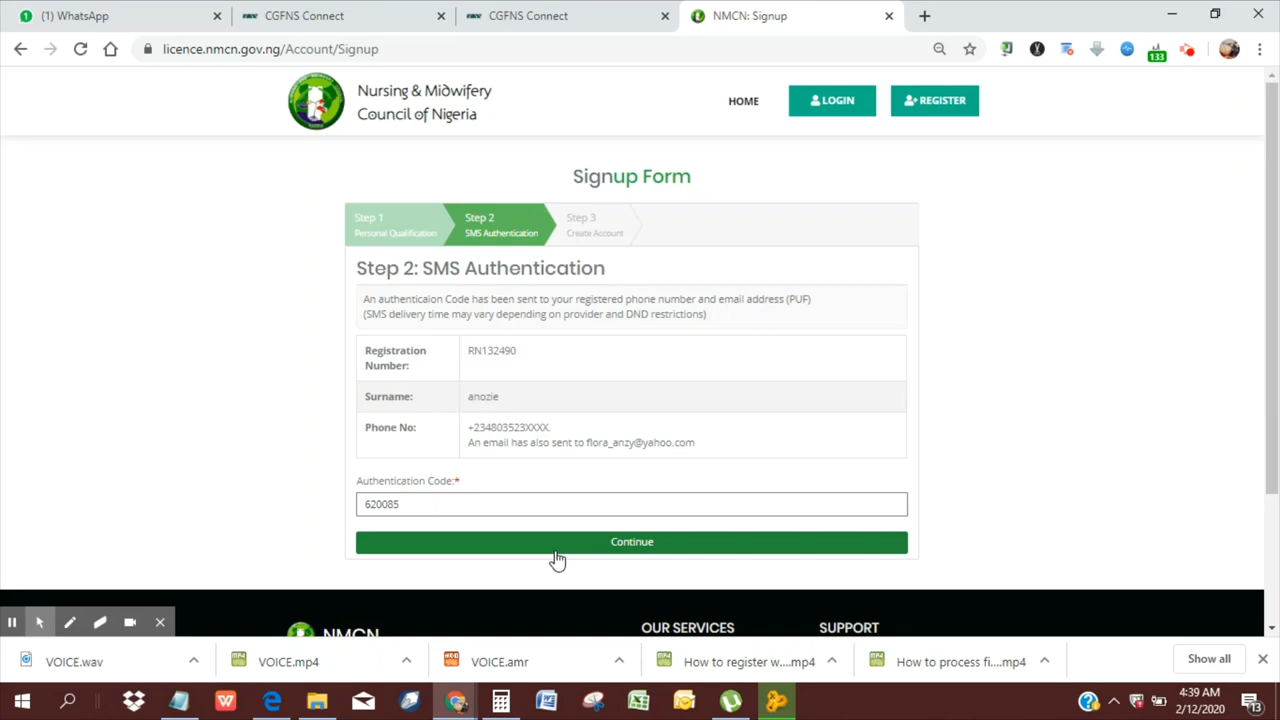 (1) WhatsApp
CGFNS Connect
CGFNS Connect
NMCN: Signup
licence.nmcn.gov.ng/Account/Signup
133
Nursing & Midwifery
Council of Nigeria
HOME
LOGIN
REGISTER
Signup Form
Step 1
Personal Qualification
Step 2
SMS Authentication
Step 3
Create Account
Step 2: SMS Authentication
An authenticaion Code has been sent to your registered phone number and email address (PUF)
(SMS delivery time may vary depending on provider and DND restrictions)
Registration
Number:
RN132490
Surname:
anozie
Phone No:
+234803523XXXX.
An email has also sent to flora_anzy@yahoo.com
Authentication Code:*
620085
Continue
NMCN
OUR SERVICES
SUPPORT
VOICE.wav
VOICE.mp4
VOICE.amr
How to register w....mp4
How to process fi....mp4
Show all
4:39 AM
2/12/2020
13